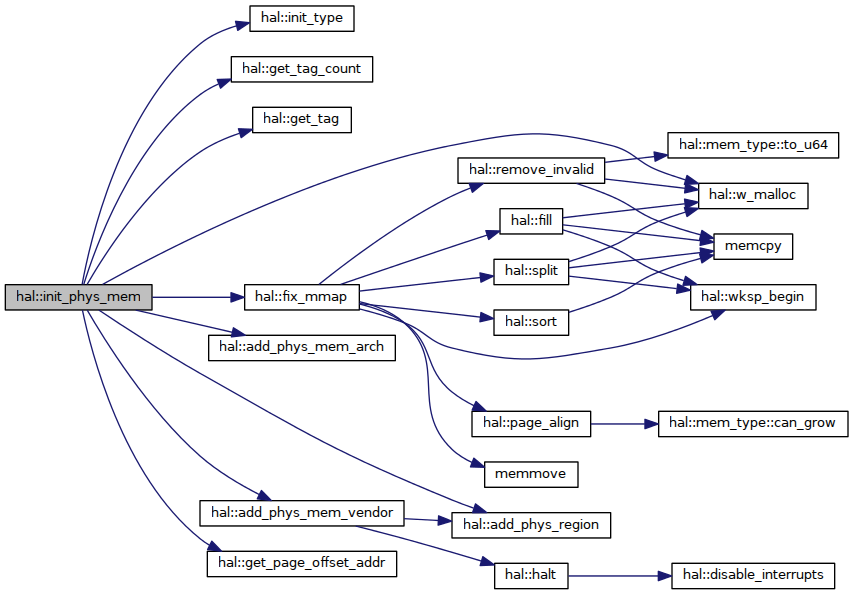 hal::init_type
hal::get_tag_count
hal::get_tag
hal::mem_type::to_u64
hal::remove_invalid
hal::w_malloc
hal::fill
memcpy
hal::split
hal::init_phys_mem
hal::fix_mmap
hal::wksp_begin
hal::sort
hal::add_phys_mem_arch
hal::page_align
hal::mem_type::can_grow
memmove
hal::add_phys_mem_vendor
hal::add_phys_region
hal::get_page_offset_addr
hal::halt
hal::disable_interrupts